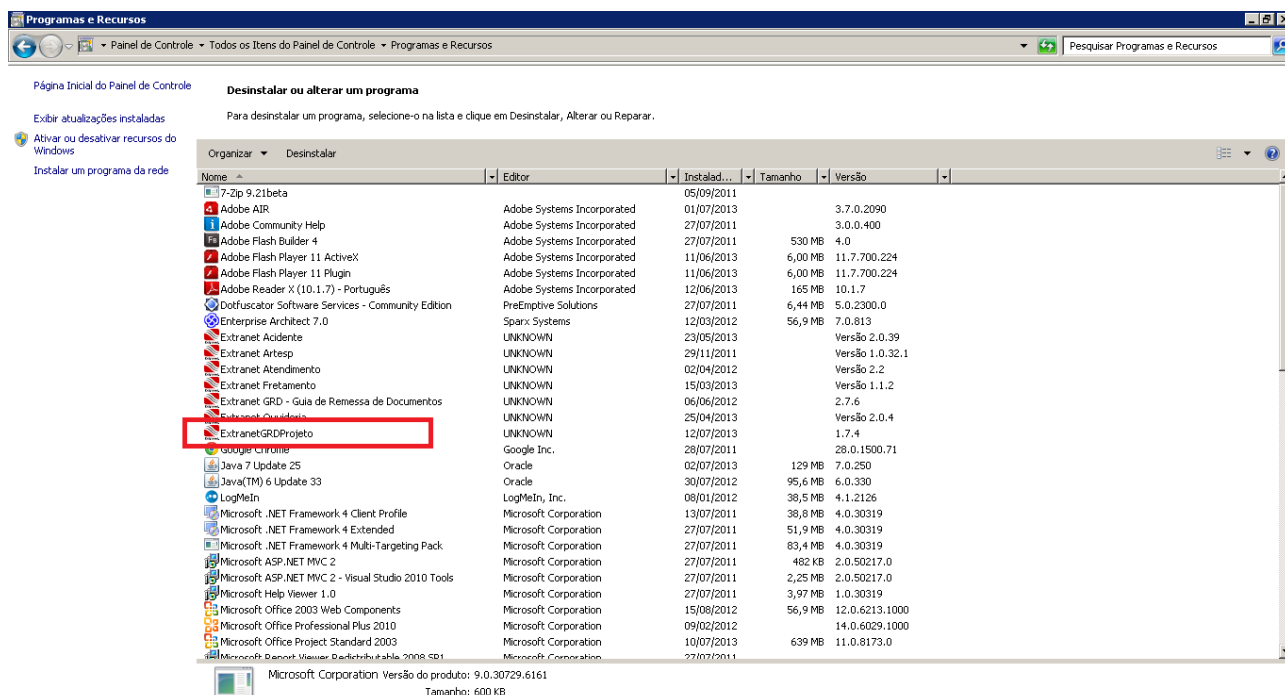 Programas e Recursos
Painel de Controle Todos os Itens do Painel de Controle Programas e Recursos Pesquisar Programas e Recursos
Página Inicial do Painel de Controle
Exibir atualizações instaladas
Ativar ou desativar recursos do
Windows
Instalar um programa da rede
Desinstalar ou alterar um programa
Para desinstalar um programa, selecione-o na lista e clique em Desinstalar, Alterar ou Reparar.
Organizar Desinstalar
Nome Editor Instalad... Tamanho Versão
7-Zip 9.21beta 05/09/2011
Adobe AIR Adobe Systems Incorporated 01/07/2013 3.7.0.2090
Adobe Community Help Adobe Systems Incorporated 27/07/2011 3.0.0.400
Adobe Flash Builder 4 Adobe Systems Incorporated 27/07/2011 530 MB 4.0
Adobe Flash Player 11 ActiveX Adobe Systems Incorporated 11/06/2013 6,00 MB 11.7.700.224
Adobe Flash Player 11 Plugin Adobe Systems Incorporated 11/06/2013 6,00 MB 11.7.700.224
Adobe Reader X (10.1.7) - Português Adobe Systems Incorporated 12/06/2013 165 MB 10.1.7
Dotfuscator Software Services - Community Edition PreEmptive Solutions 27/07/2011 6,44 MB 5.0.2300.0
Enterprise Architect 7.0 Sparx Systems 12/03/2012 56,9 MB 7.0.813
Extranet Acidente UNKNOWN 23/05/2013 Versão 2.0.39
Extranet Artesp UNKNOWN 29/11/2011 Versão 1.0.32.1
Extranet Atendimento UNKNOWN 02/04/2012 Versão 2.2
Extranet Fretamento UNKNOWN 15/03/2013 Versão 1.1.2
Extranet GRD - Guia de Remessa de Documentos UNKNOWN 06/06/2012 2.7.6
Extranet Ouvidoria UNKNOWN 25/04/2013 Versão 2.0.4
ExtranetGRDProjeto UNKNOWN 12/07/2013 1.7.4
Google Chrome Google Inc. 28/07/2011 28.0.1500.71
Java 7 Update 25 Oracle 02/07/2013 129 MB 7.0.250
Java(TM) 6 Update 33 Oracle 30/07/2012 95,6 MB 6.0.330
LogMeIn LogMeIn, Inc. 08/01/2012 38,5 MB 4.1.2126
Microsoft .NET Framework 4 Client Profile Microsoft Corporation 13/07/2011 38,8 MB 4.0.30319
Microsoft .NET Framework 4 Extended Microsoft Corporation 27/07/2011 51,9 MB 4.0.30319
Microsoft .NET Framework 4 Multi-Targeting Pack Microsoft Corporation 27/07/2011 83,4 MB 4.0.30319
Microsoft ASP.NET MVC 2 Microsoft Corporation 27/07/2011 482 KB 2.0.50217.0
Microsoft ASP.NET MVC 2 - Visual Studio 2010 Tools Microsoft Corporation 27/07/2011 2,25 MB 2.0.50217.0
Microsoft Help Viewer 1.0 Microsoft Corporation 27/07/2011 3,97 MB 1.0.30319
Microsoft Office 2003 Web Components Microsoft Corporation 15/08/2012 56,9 MB 12.0.6213.1000
Microsoft Office Professional Plus 2010 Microsoft Corporation 09/02/2012 14.0.6029.1000
Microsoft Office Project Standard 2003 Microsoft Corporation 10/07/2013 639 MB 11.0.8173.0
Microsoft Report Viewer Redistributable 2008 SP1 Microsoft Corporation 27/07/2011
Microsoft Corporation Versão do produto: 9.0.30729.6161
Tamanho: 600 KB